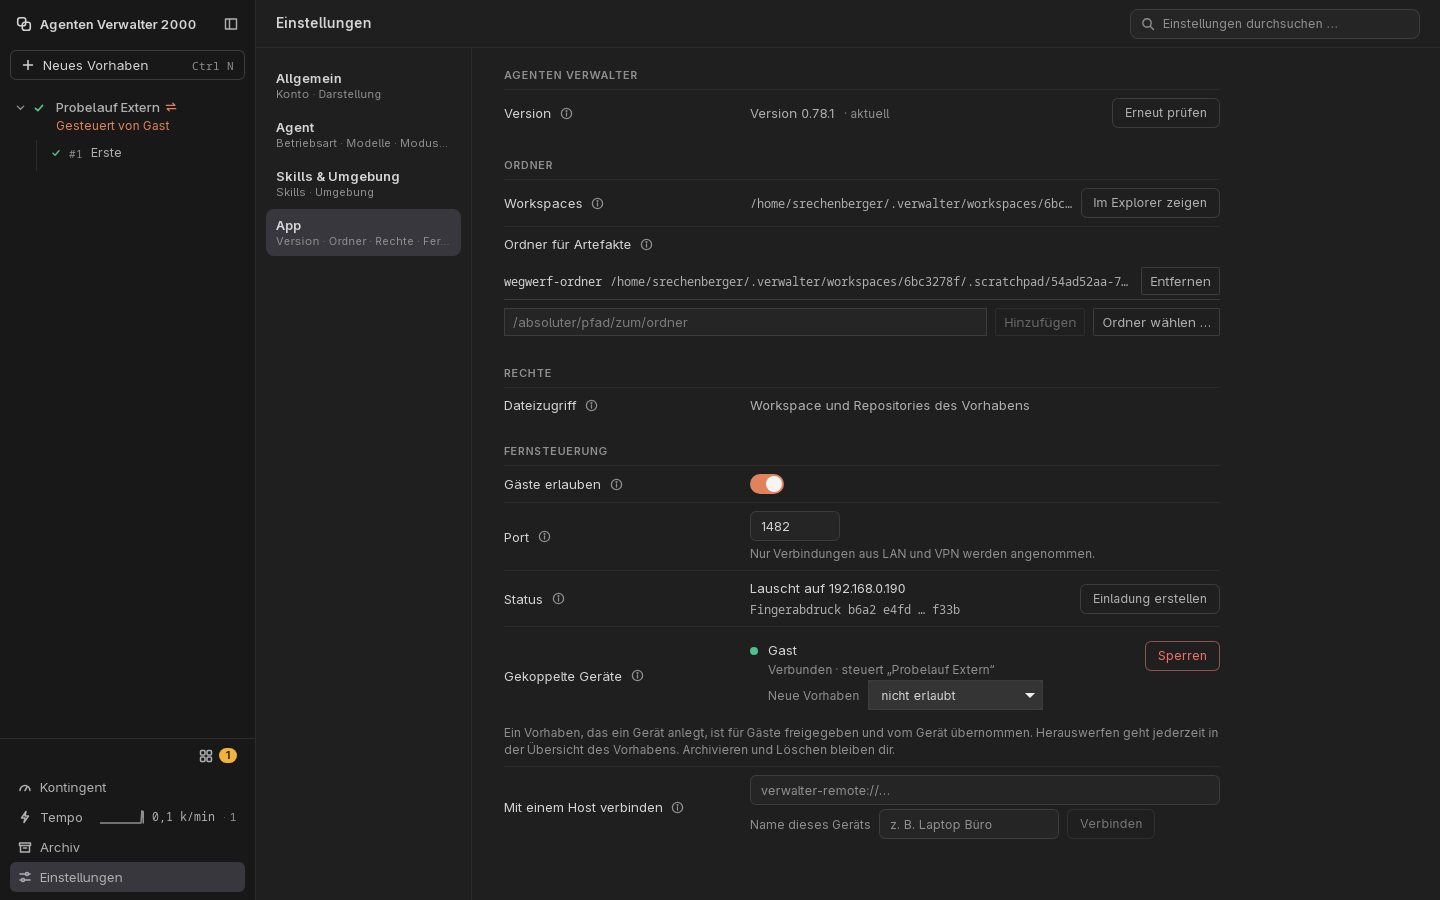 Agenten Verwalter 2000
Neues Vorhaben Ctrl N
Probelauf Extern
Gesteuert von Gast
#1 Erste
1
Kontingent
Tempo 0,1 k/min · 1
Archiv
Einstellungen
Einstellungen
Einstellungen durchsuchen …
Allgemein
Konto · Darstellung
Agent
Betriebsart · Modelle · Modus…
Skills & Umgebung
Skills · Umgebung
App
Version · Ordner · Rechte · Fer…
AGENTEN VERWALTER
Version Version 0.78.1 · aktuell Erneut prüfen
ORDNER
Workspaces /home/srechenberger/.verwalter/workspaces/6bc… Im Explorer zeigen
Ordner für Artefakte
wegwerf-ordner /home/srechenberger/.verwalter/workspaces/6bc3278f/.scratchpad/54ad52aa-7… Entfernen
/absoluter/pfad/zum/ordner Hinzufügen Ordner wählen …
RECHTE
Dateizugriff Workspace und Repositories des Vorhabens
FERNSTEUERUNG
Gäste erlauben
Port 1482
Nur Verbindungen aus LAN und VPN werden angenommen.
Status Lauscht auf 192.168.0.190 Einladung erstellen
Fingerabdruck b6a2 e4fd … f33b
Gekoppelte Geräte Gast Sperren
Verbunden · steuert „Probelauf Extern“
Neue Vorhaben nicht erlaubt
Ein Vorhaben, das ein Gerät anlegt, ist für Gäste freigegeben und vom Gerät übernommen. Herauswerfen geht jederzeit in
der Übersicht des Vorhabens. Archivieren und Löschen bleiben dir.
Mit einem Host verbinden verwalter-remote://…
Name dieses Geräts z. B. Laptop Büro Verbinden